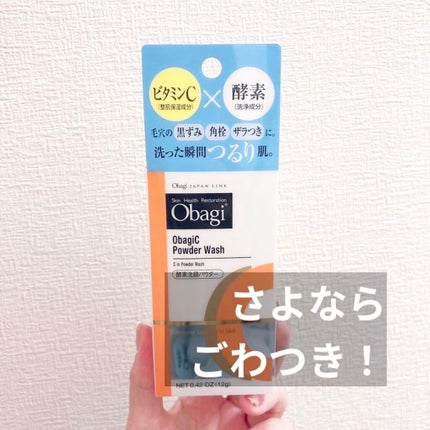 ビタミンC
(整肌保湿成分)
×
酵素
(洗浄成分)
毛穴の 黒ずみ 角栓 ザラつき に。
洗った瞬間つるり肌。
Obagi JAPAN LINE
Skin Health Restoration
Obagi
ObagiC
Powder Wash
C in Powder Wash
酵素洗顔パウダー
さよなら
ごわつき！
Skin
NET 0.42 OZ (12g)